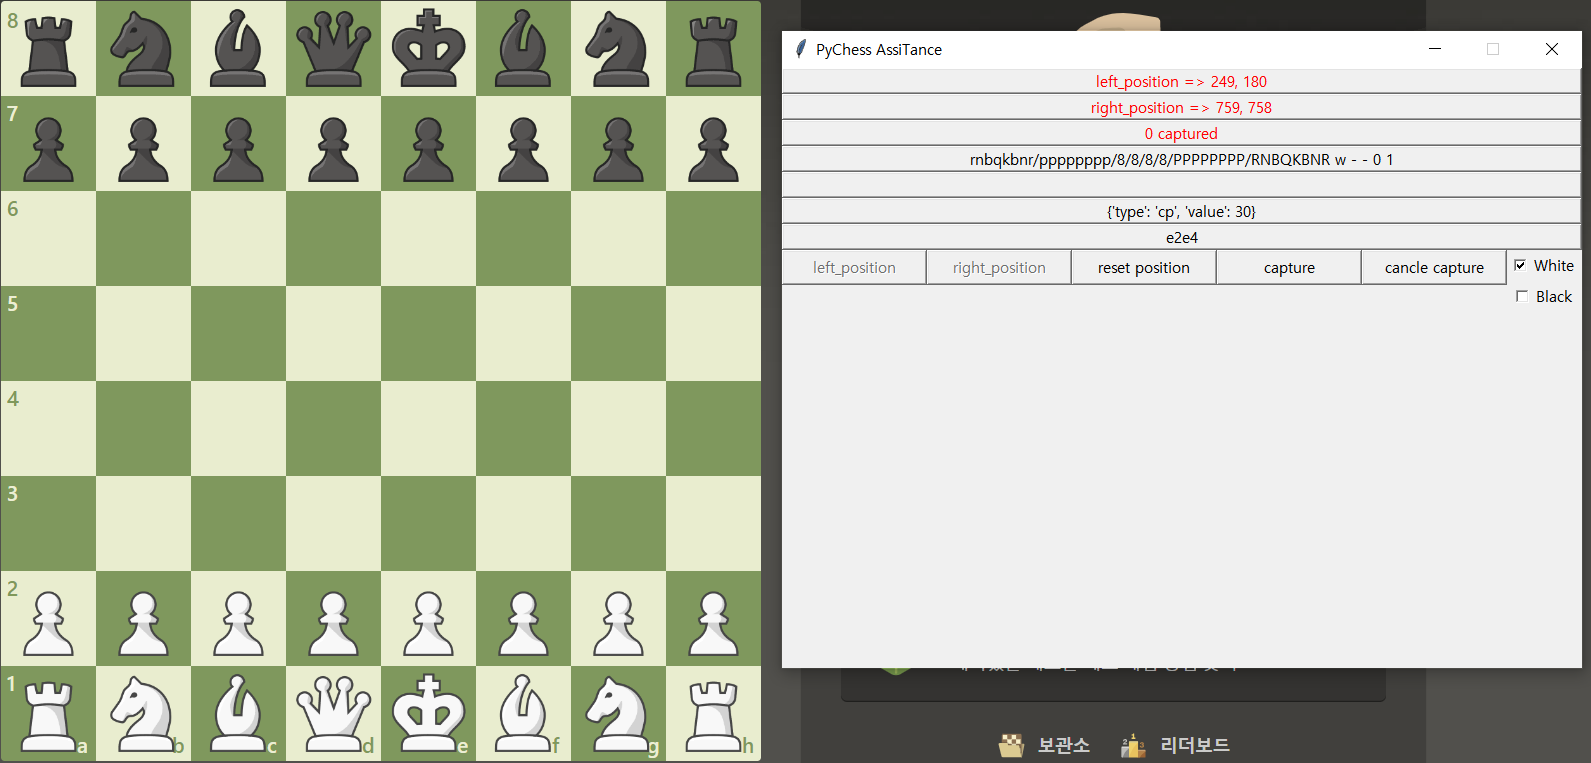 8
7
6
5
4
3
2
1
a b c d e f g h
PyChess AssiTance
left_position => 249, 180
right_position => 759, 758
0 captured
rnbqkbnr/pppppppp/8/8/8/8/PPPPPPPP/RNBQKBNR w - - 0 1
{'type': 'cp', 'value': 30}
e2e4
left_position right_position reset position capture cancle capture White
Black
보관소 리더보드